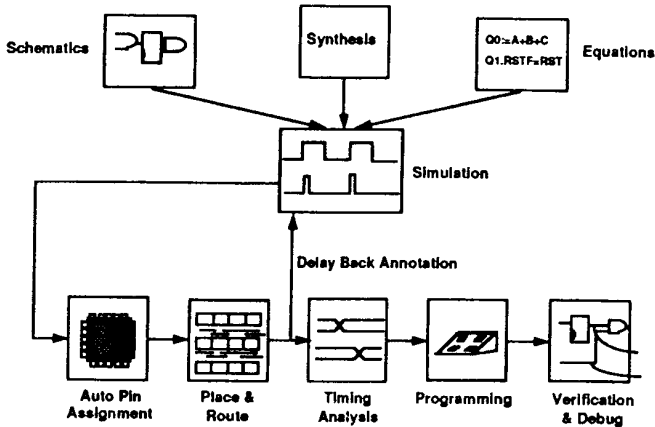 Schematics
Synthesis
Q0:=A+B+C
Q1.RSTF=RST
Equations
Simulation
Delay Back Annotation
Auto Pin
Assignment
Place &
Route
Timing
Analysis
Programming
Verification
& Debug